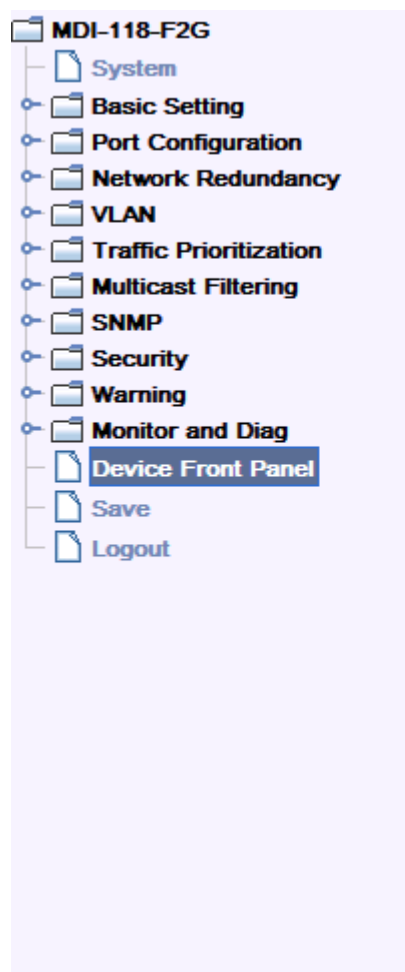 MDI-118-F2G
System
Basic Setting
Port Configuration
Network Redundancy
VLAN
Traffic Prioritization
Multicast Filtering
SNMP
Security
Warning
Monitor and Diag
Device Front Panel
Save
Logout